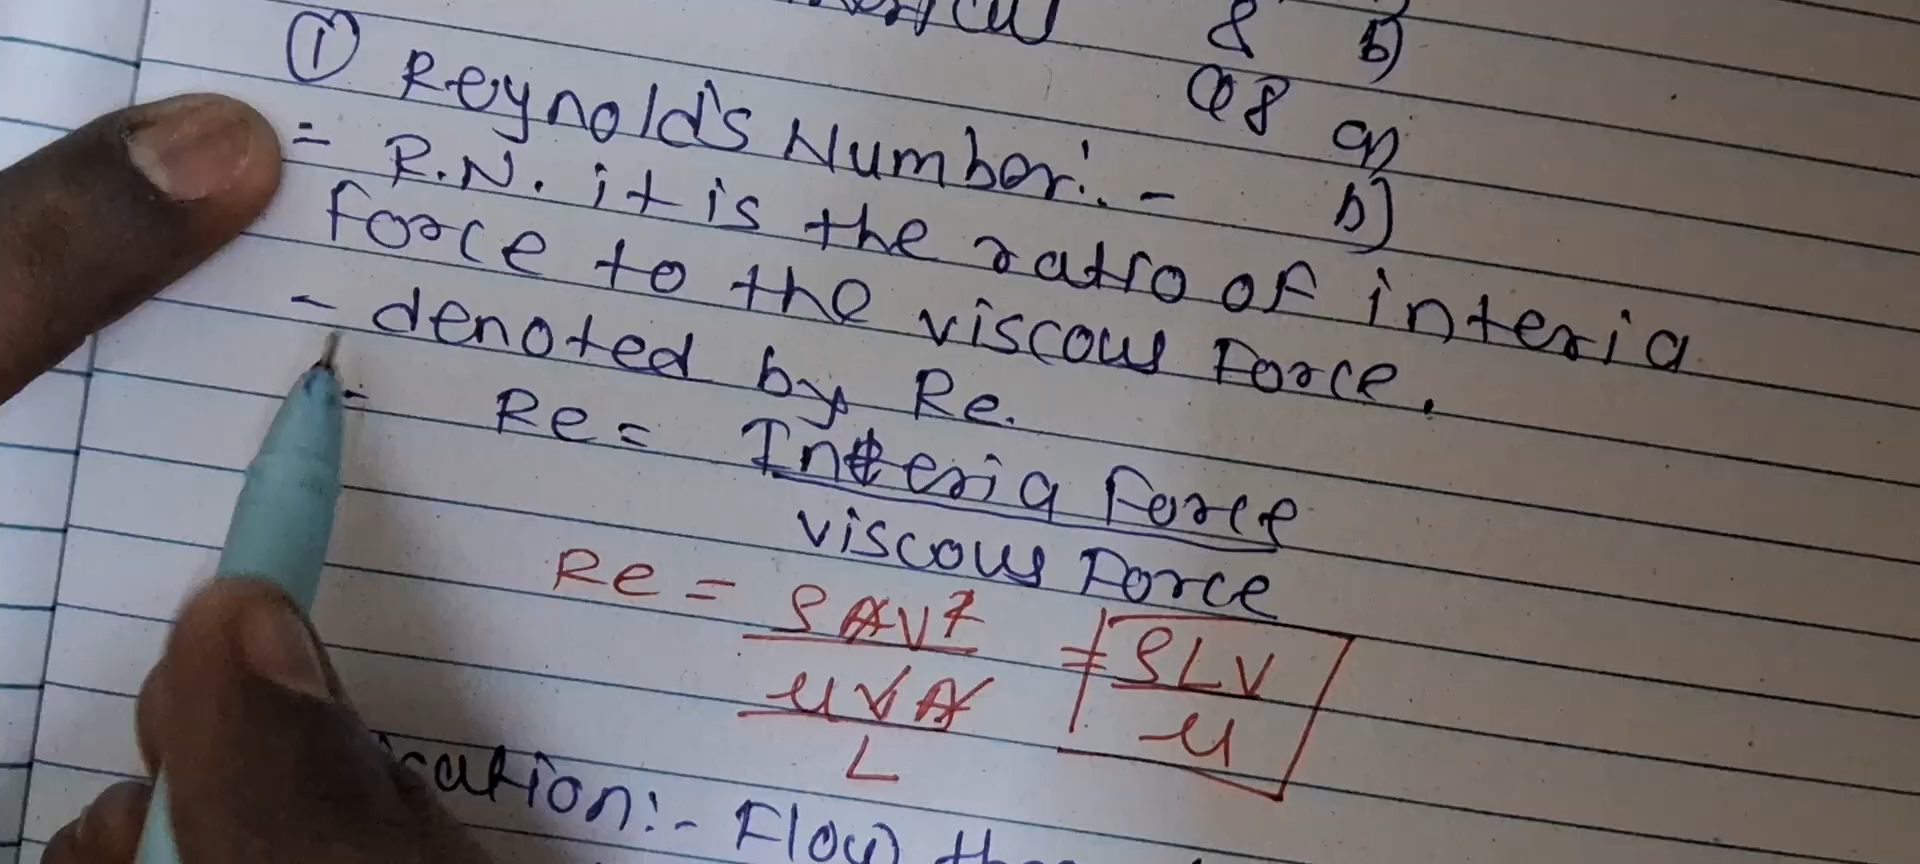 & b)
Q8 a)
b)
① Reynold's Number:-
= R.N. it is the ratio of interia
force to the viscous Force.
- denoted by Re.
- Re = Interia Force
viscous Force
Re = ρAV² = ρLV
μVA μ
L
cation:- Flow